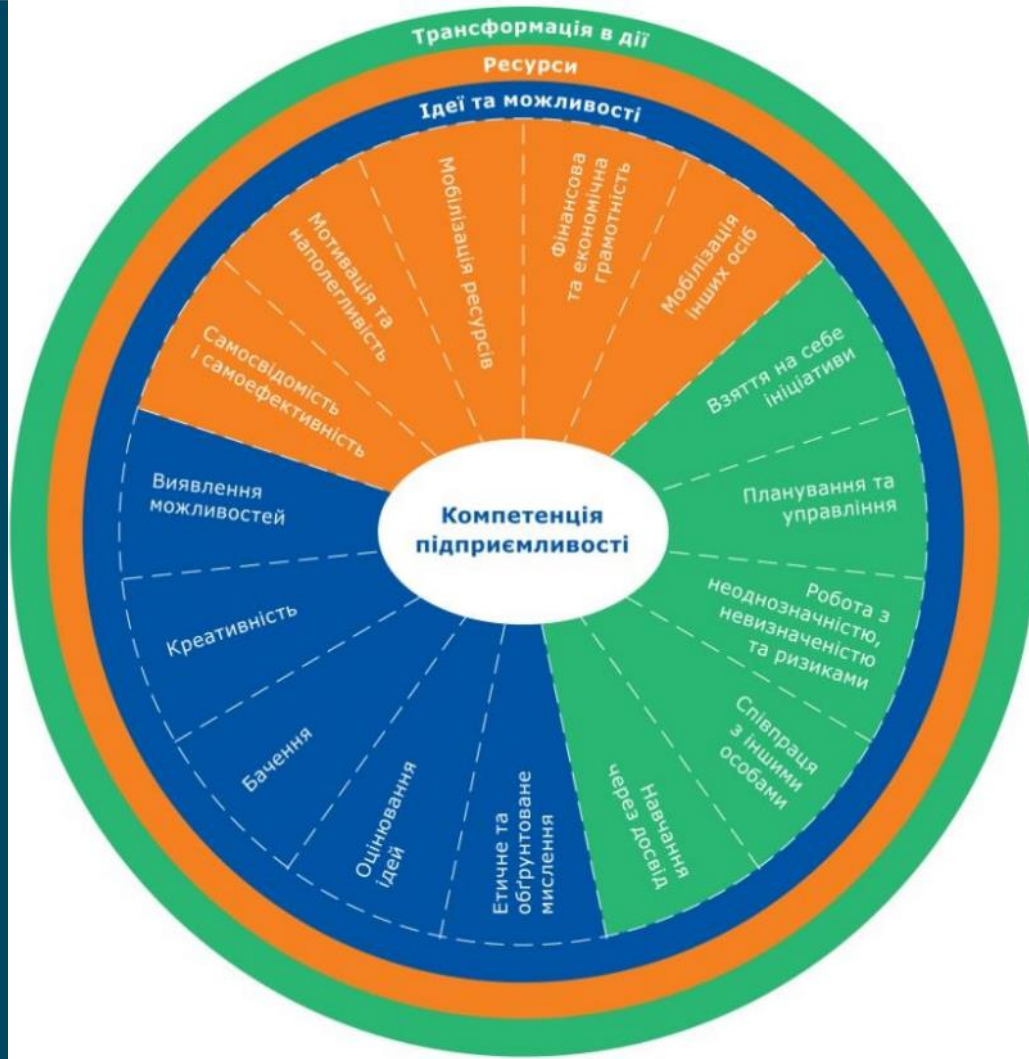 Трансформація в дії
Ресурси
Ідеї та можливості
Самосвідомість
і самоефективність
Мотивація та
наполегливість
Мобілізація ресурсів
Фінансова
та економічна
грамотність
Мобілізація
інших осіб
Взяття на себе
ініціативи
Планування та
управління
Робота з
неоднозначністю,
невизначеністю
та ризиками
Співпраця
з іншими
особами
Навчання
через досвід
Етичне та
обґрунтоване
мислення
Оцінювання
ідей
Бачення
Креативність
Виявлення
можливостей
Компетенція
підприємливості